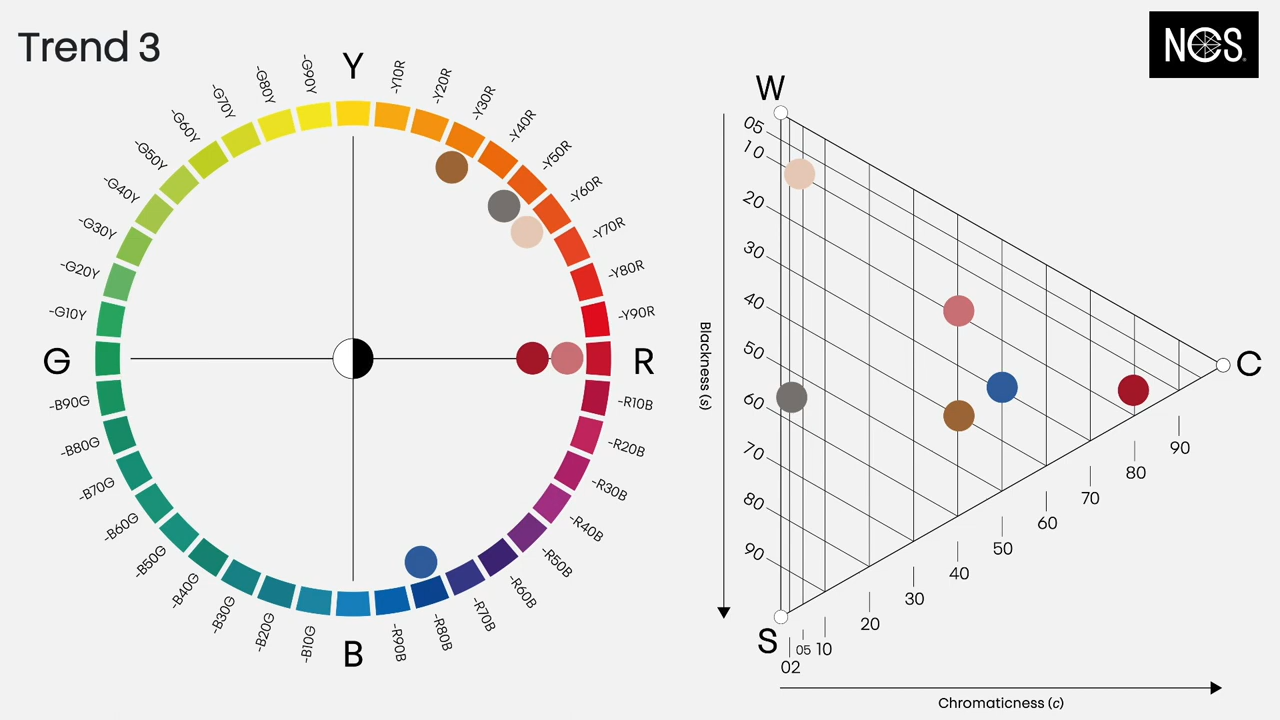 Trend 3
NCS
Y
-Y10R
-Y20R
-Y30R
-Y40R
-Y50R
-Y60R
-Y70R
-Y80R
-Y90R
R
-R10B
-R20B
-R30B
-R40B
-R50B
-R60B
-R70B
-R80B
-R90B
B
-B10G
-B20G
-B30G
-B40G
-B50G
-B60G
-B70G
-B80G
-B90G
G
-G10Y
-G20Y
-G30Y
-G40Y
-G50Y
-G60Y
-G70Y
-G80Y
-G90Y
W
05
10
20
30
40
50
60
70
80
90
S
Blackness (s)
C
02
05
10
20
30
40
50
60
70
80
90
Chromaticness (c)